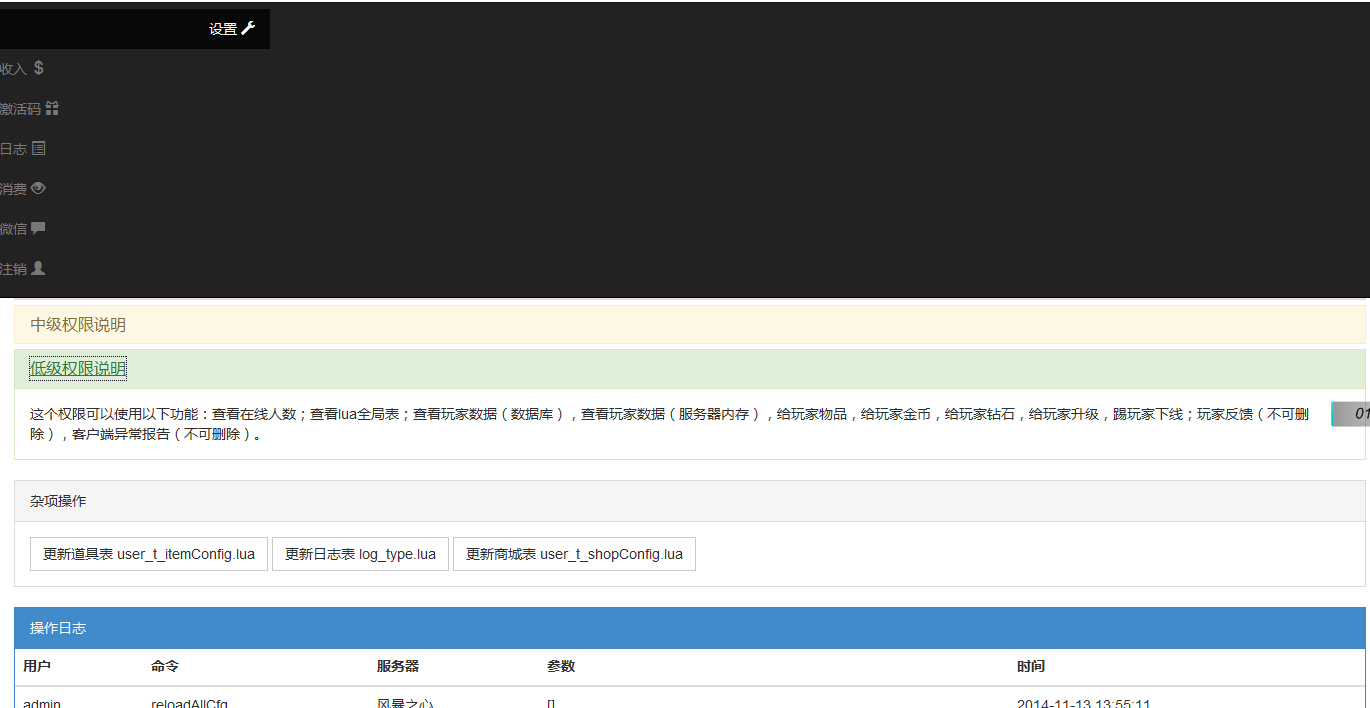 设置
收入
激活码
日志
消费
微信
注销
中级权限说明
低级权限说明
这个权限可以使用以下功能：查看在线人数；查看lua全局表；查看玩家数据（数据库），查看玩家数据（服务器内存），给玩家物品，给玩家金币，给玩家钻石，给玩家升级，踢玩家下线；玩家反馈（不可删
除），客户端异常报告（不可删除）。
01
杂项操作
更新道具表 user_t_itemConfig.lua 更新日志表 log_type.lua 更新商城表 user_t_shopConfig.lua
操作日志
用户 命令 服务器 参数 时间
admin reloadAllCfg 风暴之心 [] 2014-11-13 13:55:11